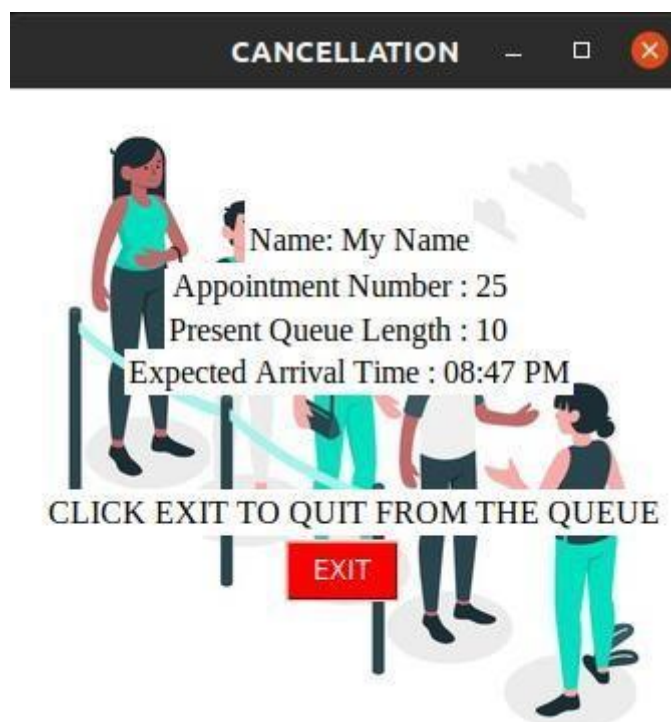 CANCELLATION
Name: My Name
Appointment Number : 25
Present Queue Length : 10
Expected Arrival Time : 08:47 PM
CLICK EXIT TO QUIT FROM THE QUEUE
EXIT